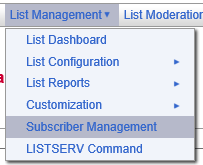 List Management▼ List Moderation
List Dashboard
List Configuration ►
List Reports ►
Customization ►
Subscriber Management
LISTSERV Command